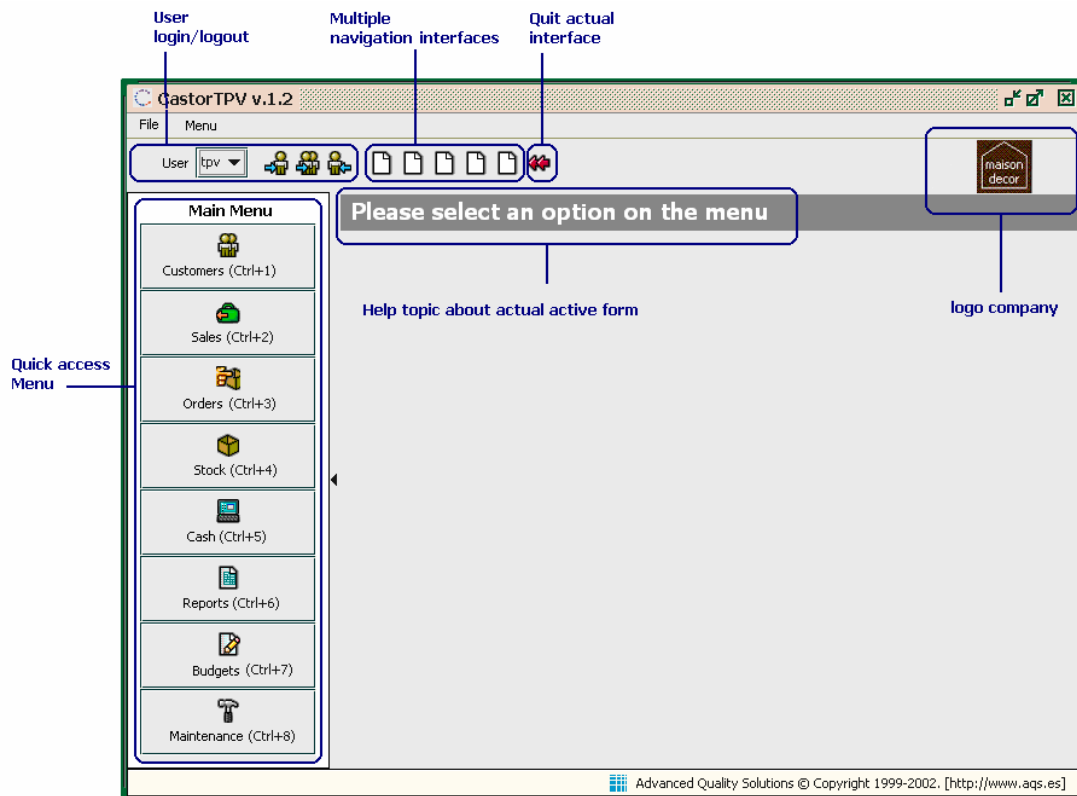 User
login/logout
Multiple
navigation interfaces
Quit actual
interface
CastorTPV v.1.2
File Menu
User tpv
maison
decor
Main Menu
Please select an option on the menu
Customers (Ctrl+1)
Help topic about actual active form
logo company
Sales (Ctrl+2)
Quick access
Menu
Orders (Ctrl+3)
Stock (Ctrl+4)
Cash (Ctrl+5)
Reports (Ctrl+6)
Budgets (Ctrl+7)
Maintenance (Ctrl+8)
Advanced Quality Solutions © Copyright 1999-2002. [http://www.aqs.es]